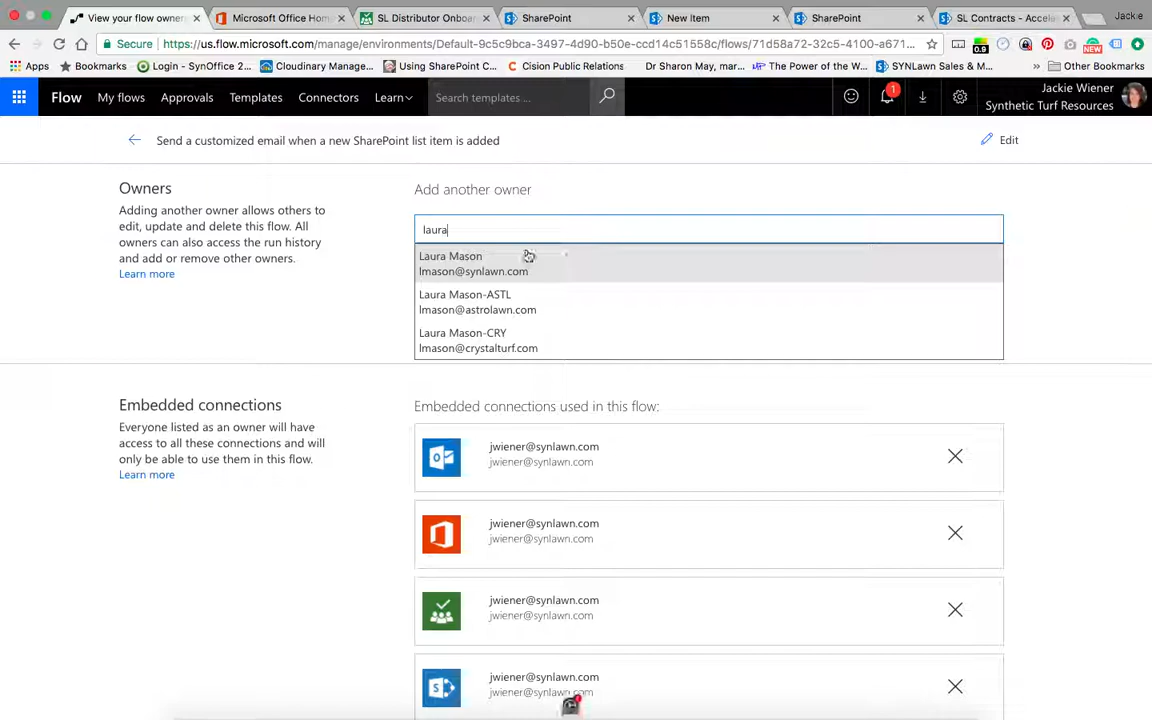 View your flow owner
Microsoft Office Hom
SL Distributor Onboar
SharePoint
New Item
SharePoint
SL Contracts - Accele
Jackie
Secure
https://us.flow.microsoft.com/manage/environments/Default-9c5c9bca-3497-4d90-b50e-ccd14c51558c/flows/71d58a72-32c5-4100-a671...
0.9
NEW
Apps
Bookmarks
Login - SynOffice 2...
Cloudinary Manage...
Using SharePoint C...
Cision Public Relations
Dr Sharon May, mar...
The Power of the W...
SYNLawn Sales & M...
»
Other Bookmarks
Flow
My flows
Approvals
Templates
Connectors
Learn
Search templates ...
1
Jackie Wiener
Synthetic Turf Resources
Send a customized email when a new SharePoint list item is added
Edit
Owners
Adding another owner allows others to
edit, update and delete this flow. All
owners can also access the run history
and add or remove other owners.
Learn more
Add another owner
laura
Laura Mason
lmason@synlawn.com
Laura Mason-ASTL
lmason@astrolawn.com
Laura Mason-CRY
lmason@crystalturf.com
Embedded connections
Everyone listed as an owner will have
access to all these connections and will
only be able to use them in this flow.
Learn more
Embedded connections used in this flow:
jwiener@synlawn.com
jwiener@synlawn.com
jwiener@synlawn.com
jwiener@synlawn.com
jwiener@synlawn.com
jwiener@synlawn.com
jwiener@synlawn.com
jwiener@synlawn.com